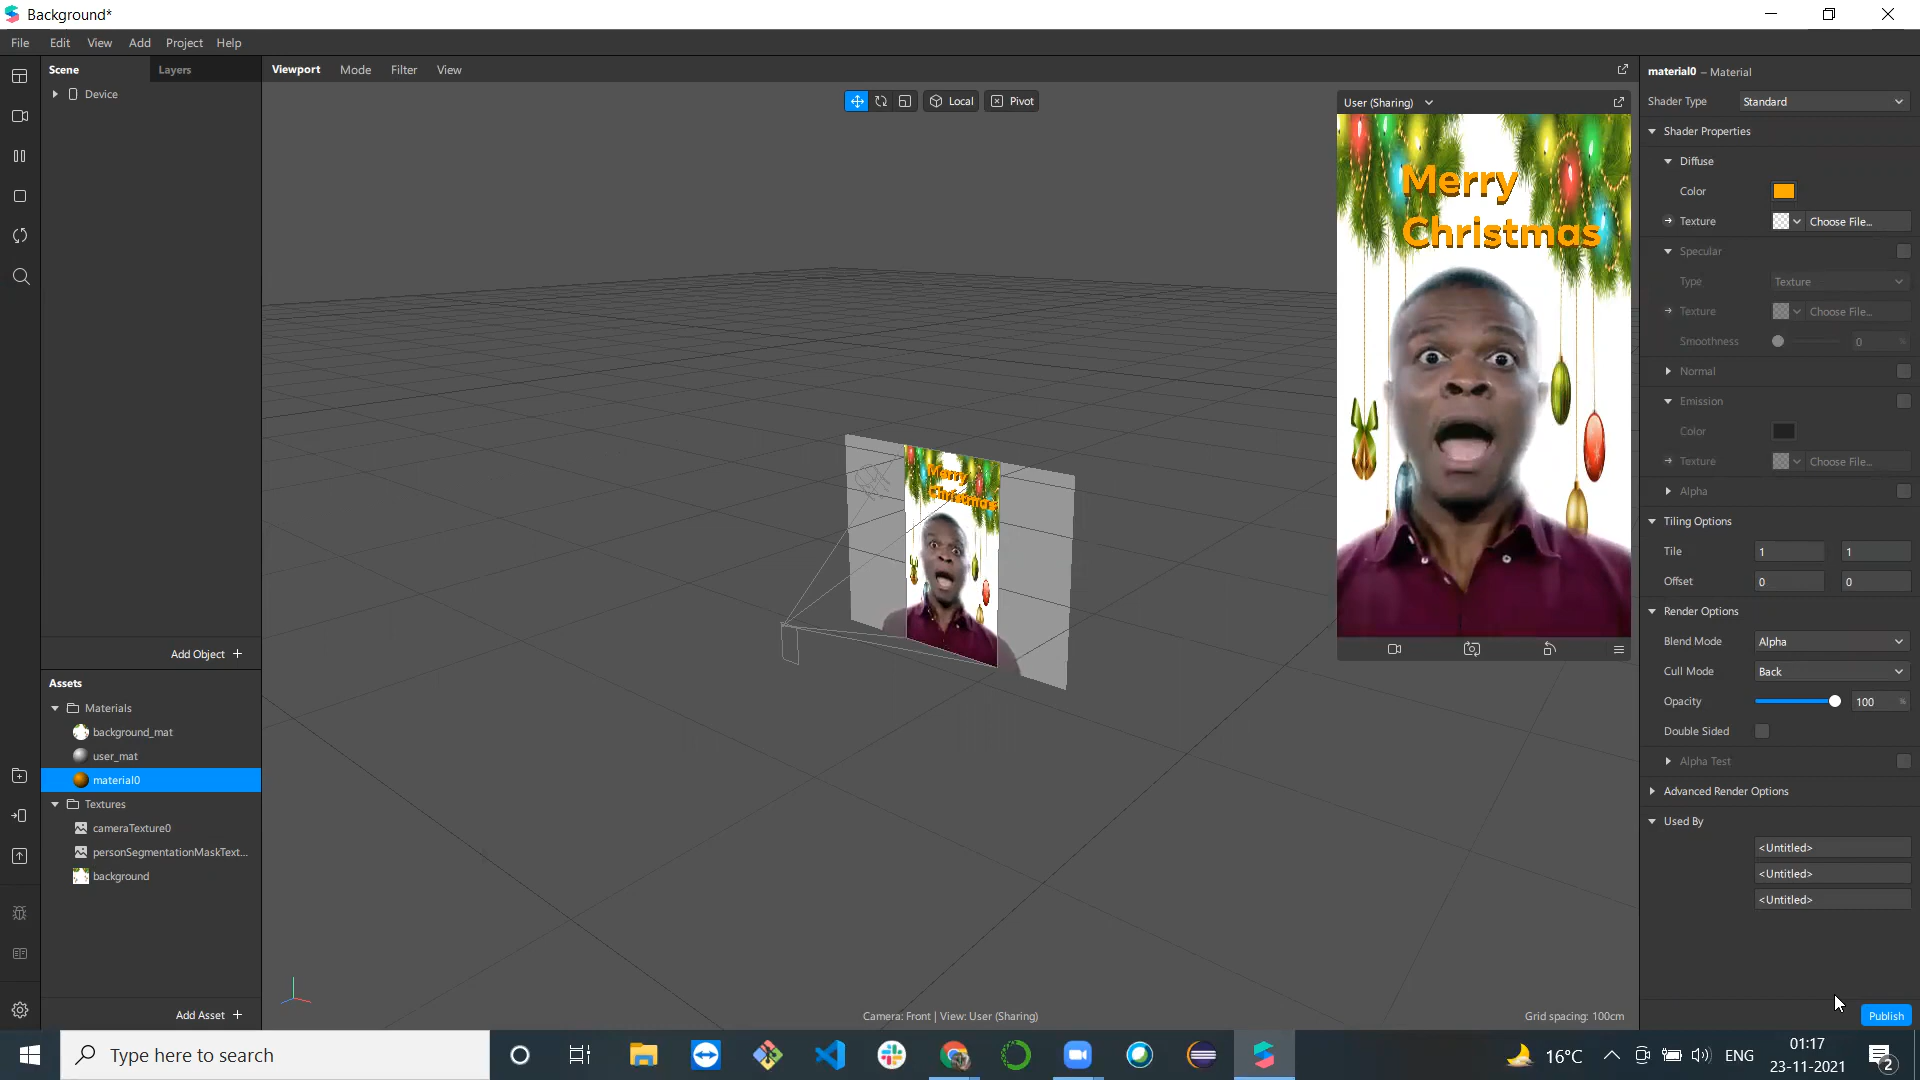 Background*
File Edit View Add Project Help
Scene Layers
Device
Add Object +
Assets
Materials
background_mat
user_mat
material0
Textures
cameraTexture0
personSegmentationMaskText...
background
Add Asset +
Viewport Mode Filter View
Local Pivot
User (Sharing)
Merry
Christmas
Merry
Christmas
Camera: Front | View: User (Sharing)
Grid spacing: 100cm
material0 – Material
Shader Type Standard
Shader Properties
Diffuse
Color
Texture Choose File...
Specular
Type Texture
Texture Choose File...
Smoothness 0 %
Normal
Emission
Color
Texture Choose File...
Alpha
Tiling Options
Tile 1 1
Offset 0 0
Render Options
Blend Mode Alpha
Cull Mode Back
Opacity 100 %
Double Sided
Alpha Test
Advanced Render Options
Used By
<Untitled>
<Untitled>
<Untitled>
Publish
Type here to search
16°C
ENG
01:17
23-11-2021
2